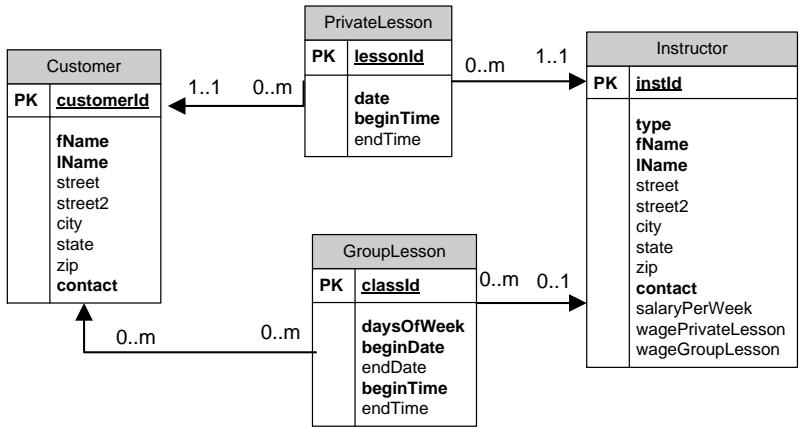 PrivateLesson
PK lessonId
date
beginTime
endTime
Customer
PK customerId
fName
lName
street
street2
city
state
zip
contact
1..1 0..m
0..m 1..1
Instructor
PK instId
type
fName
lName
street
street2
city
state
zip
contact
salaryPerWeek
wagePrivateLesson
wageGroupLesson
GroupLesson
PK classId
daysOfWeek
beginDate
endDate
beginTime
endTime
0..m 0..1
0..m 0..m